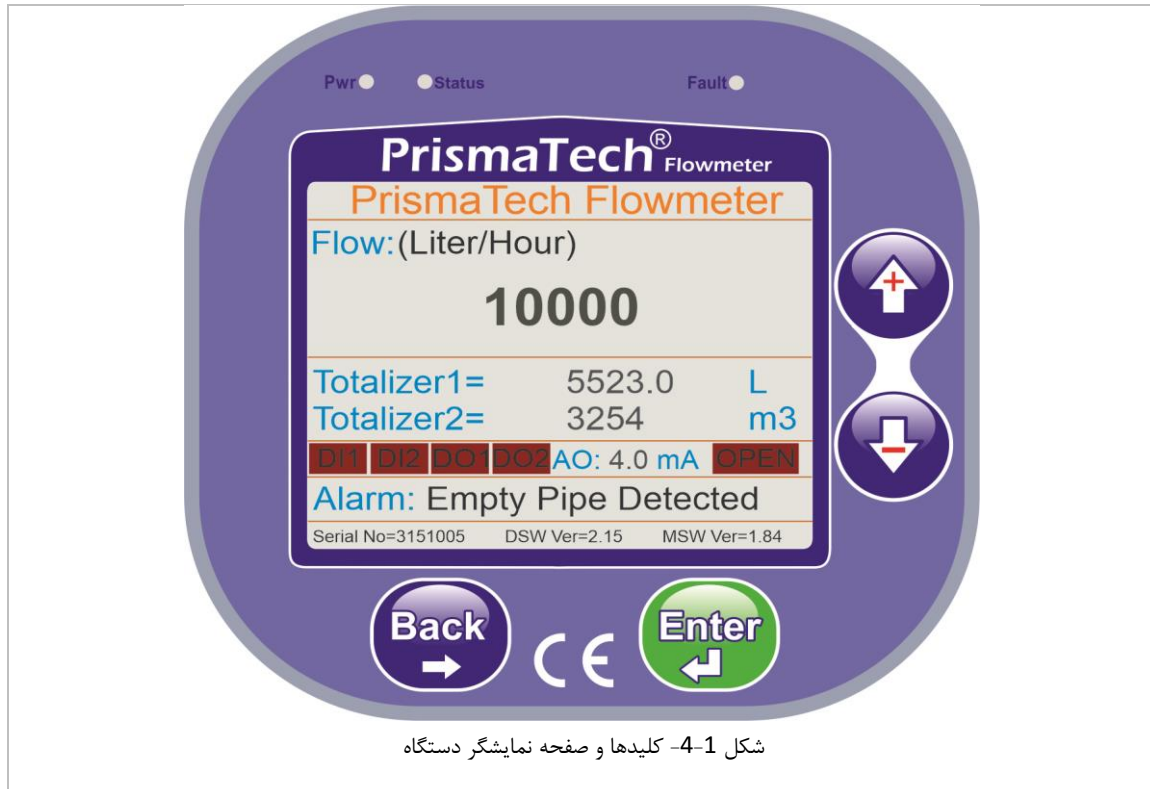 Pwr Status Fault
PrismaTech® Flowmeter
PrismaTech Flowmeter
Flow:(Liter/Hour)
10000
Totalizer1= 5523.0 L
Totalizer2= 3254 m3
DI1 DI2 DO1 DO2 AO: 4.0 mA OPEN
Alarm: Empty Pipe Detected
Serial No=3151005 DSW Ver=2.15 MSW Ver=1.84
+
-
Back Enter
CE
شکل 1-4- کلیدها و صفحه نمایشگر دستگاه